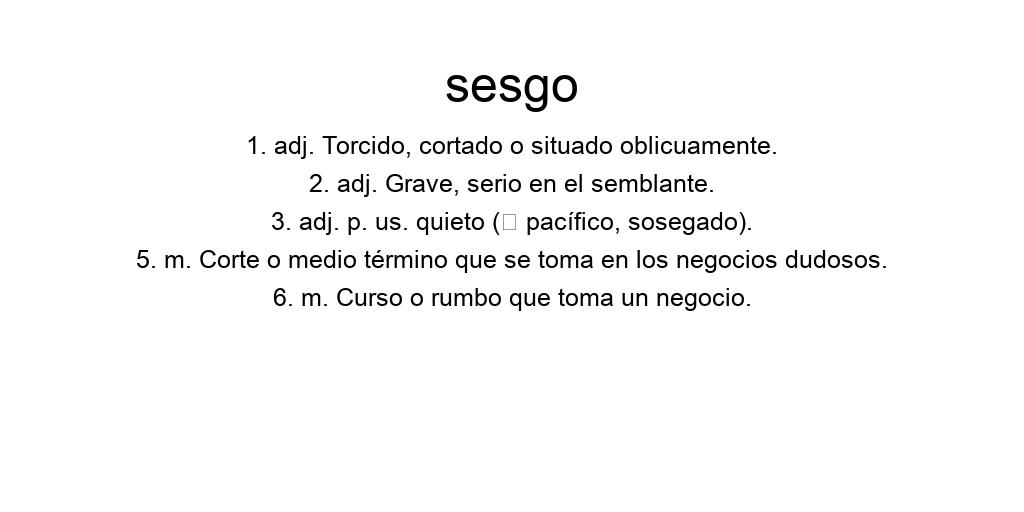 sesgo
1. adj. Torcido, cortado o situado oblicuamente.
2. adj. Grave, serio en el semblante.
3. adj. p. us. quieto (□ pacífico, sosegado).
5. m. Corte o medio término que se toma en los negocios dudosos.
6. m. Curso o rumbo que toma un negocio.